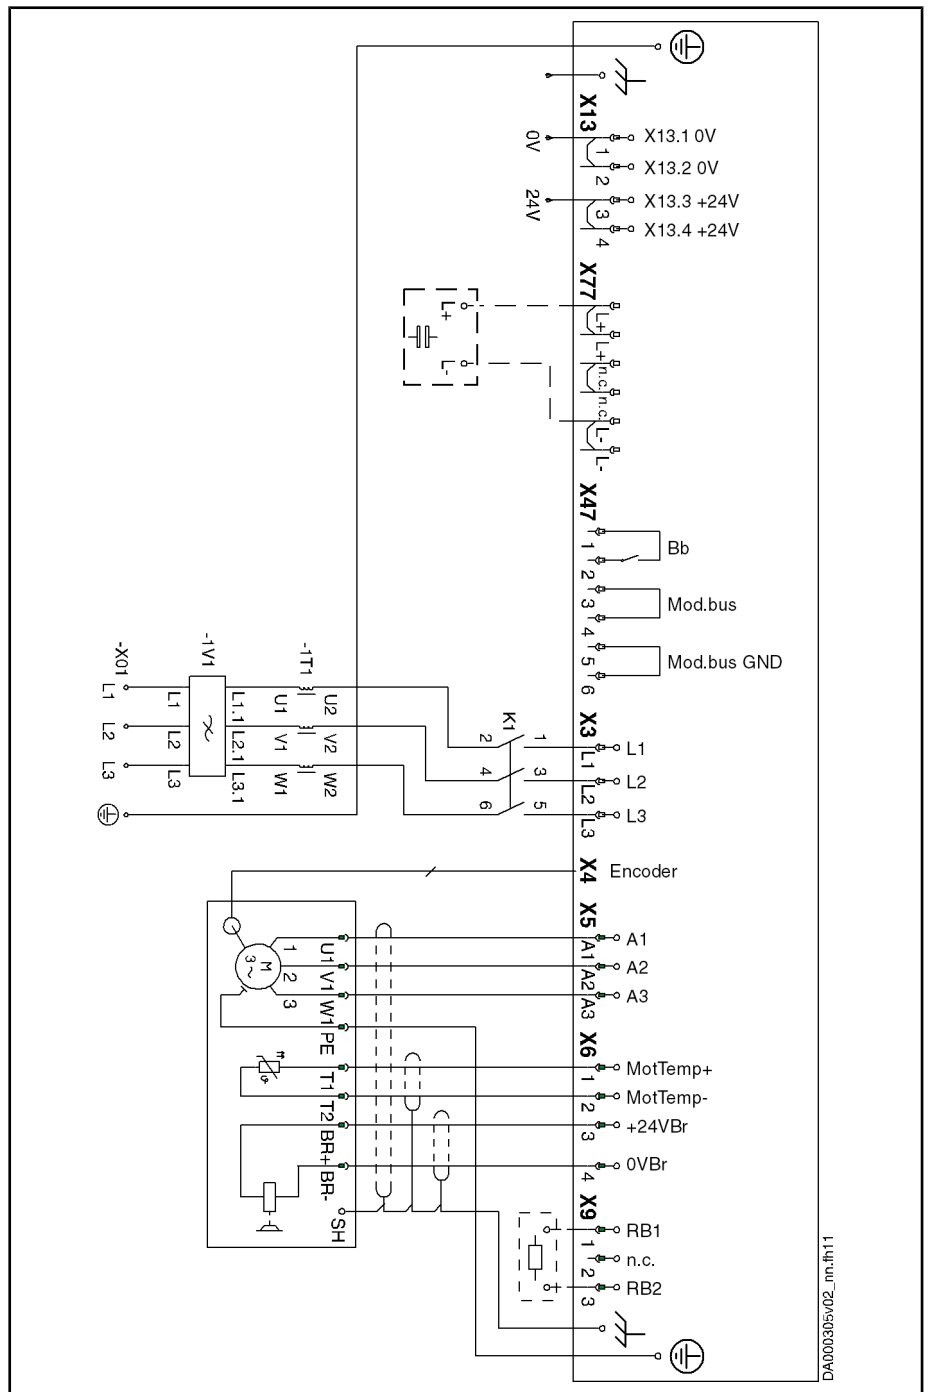 X13
0V
1
X13.1 0V
2
X13.2 0V
24V
3
X13.3 +24V
4
X13.4 +24V
X77
L+
L-
L+
L+
n.c.
n.c.
L-
L-
X47
1
Bb
2
3
Mod.bus
4
5
Mod.bus GND
6
-X01
-1V1
-1T1
L1
L1
L1.1
U1
U2
L2
L2
L2.1
V1
V2
L3
L3
L3.1
W1
W2
K1
2
1
4
3
6
5
X3
L1
L1
L2
L2
L3
L3
X4
Encoder
X5
1
U1
A1
A1
M
3~
2
V1
A2
A2
3
W1
A3
A3
PE
X6
T1
1
MotTemp+
T2
2
MotTemp-
BR+
3
+24VBr
BR-
4
0VBr
SH
X9
1
RB1
2
n.c.
3
RB2
DA000305v02_nn.fh11